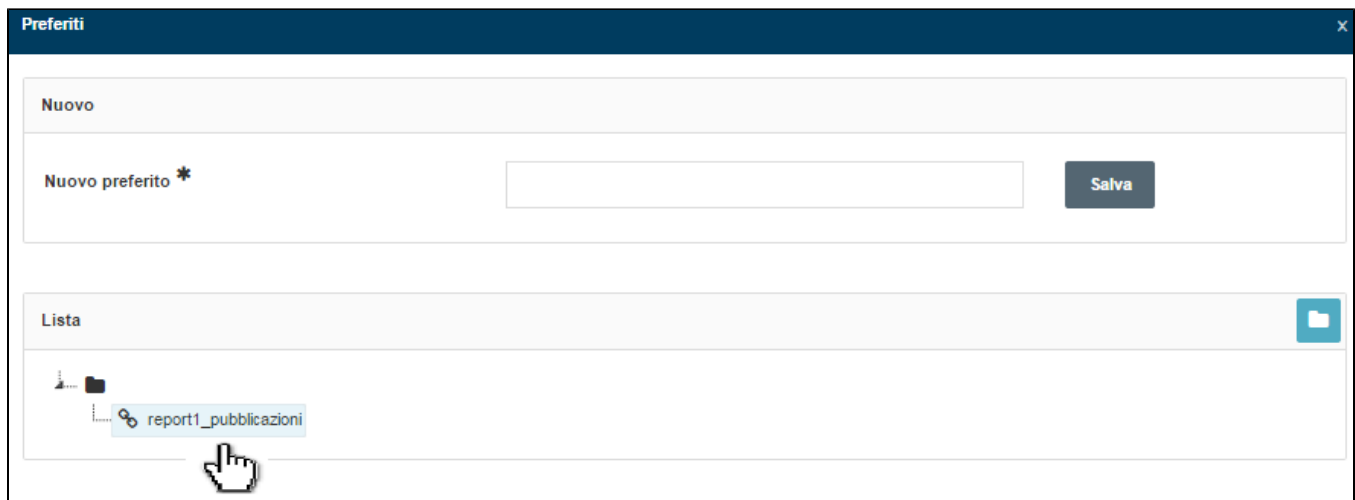 Preferiti x
Nuovo
Nuovo preferito * Salva
Lista
report1_pubblicazioni